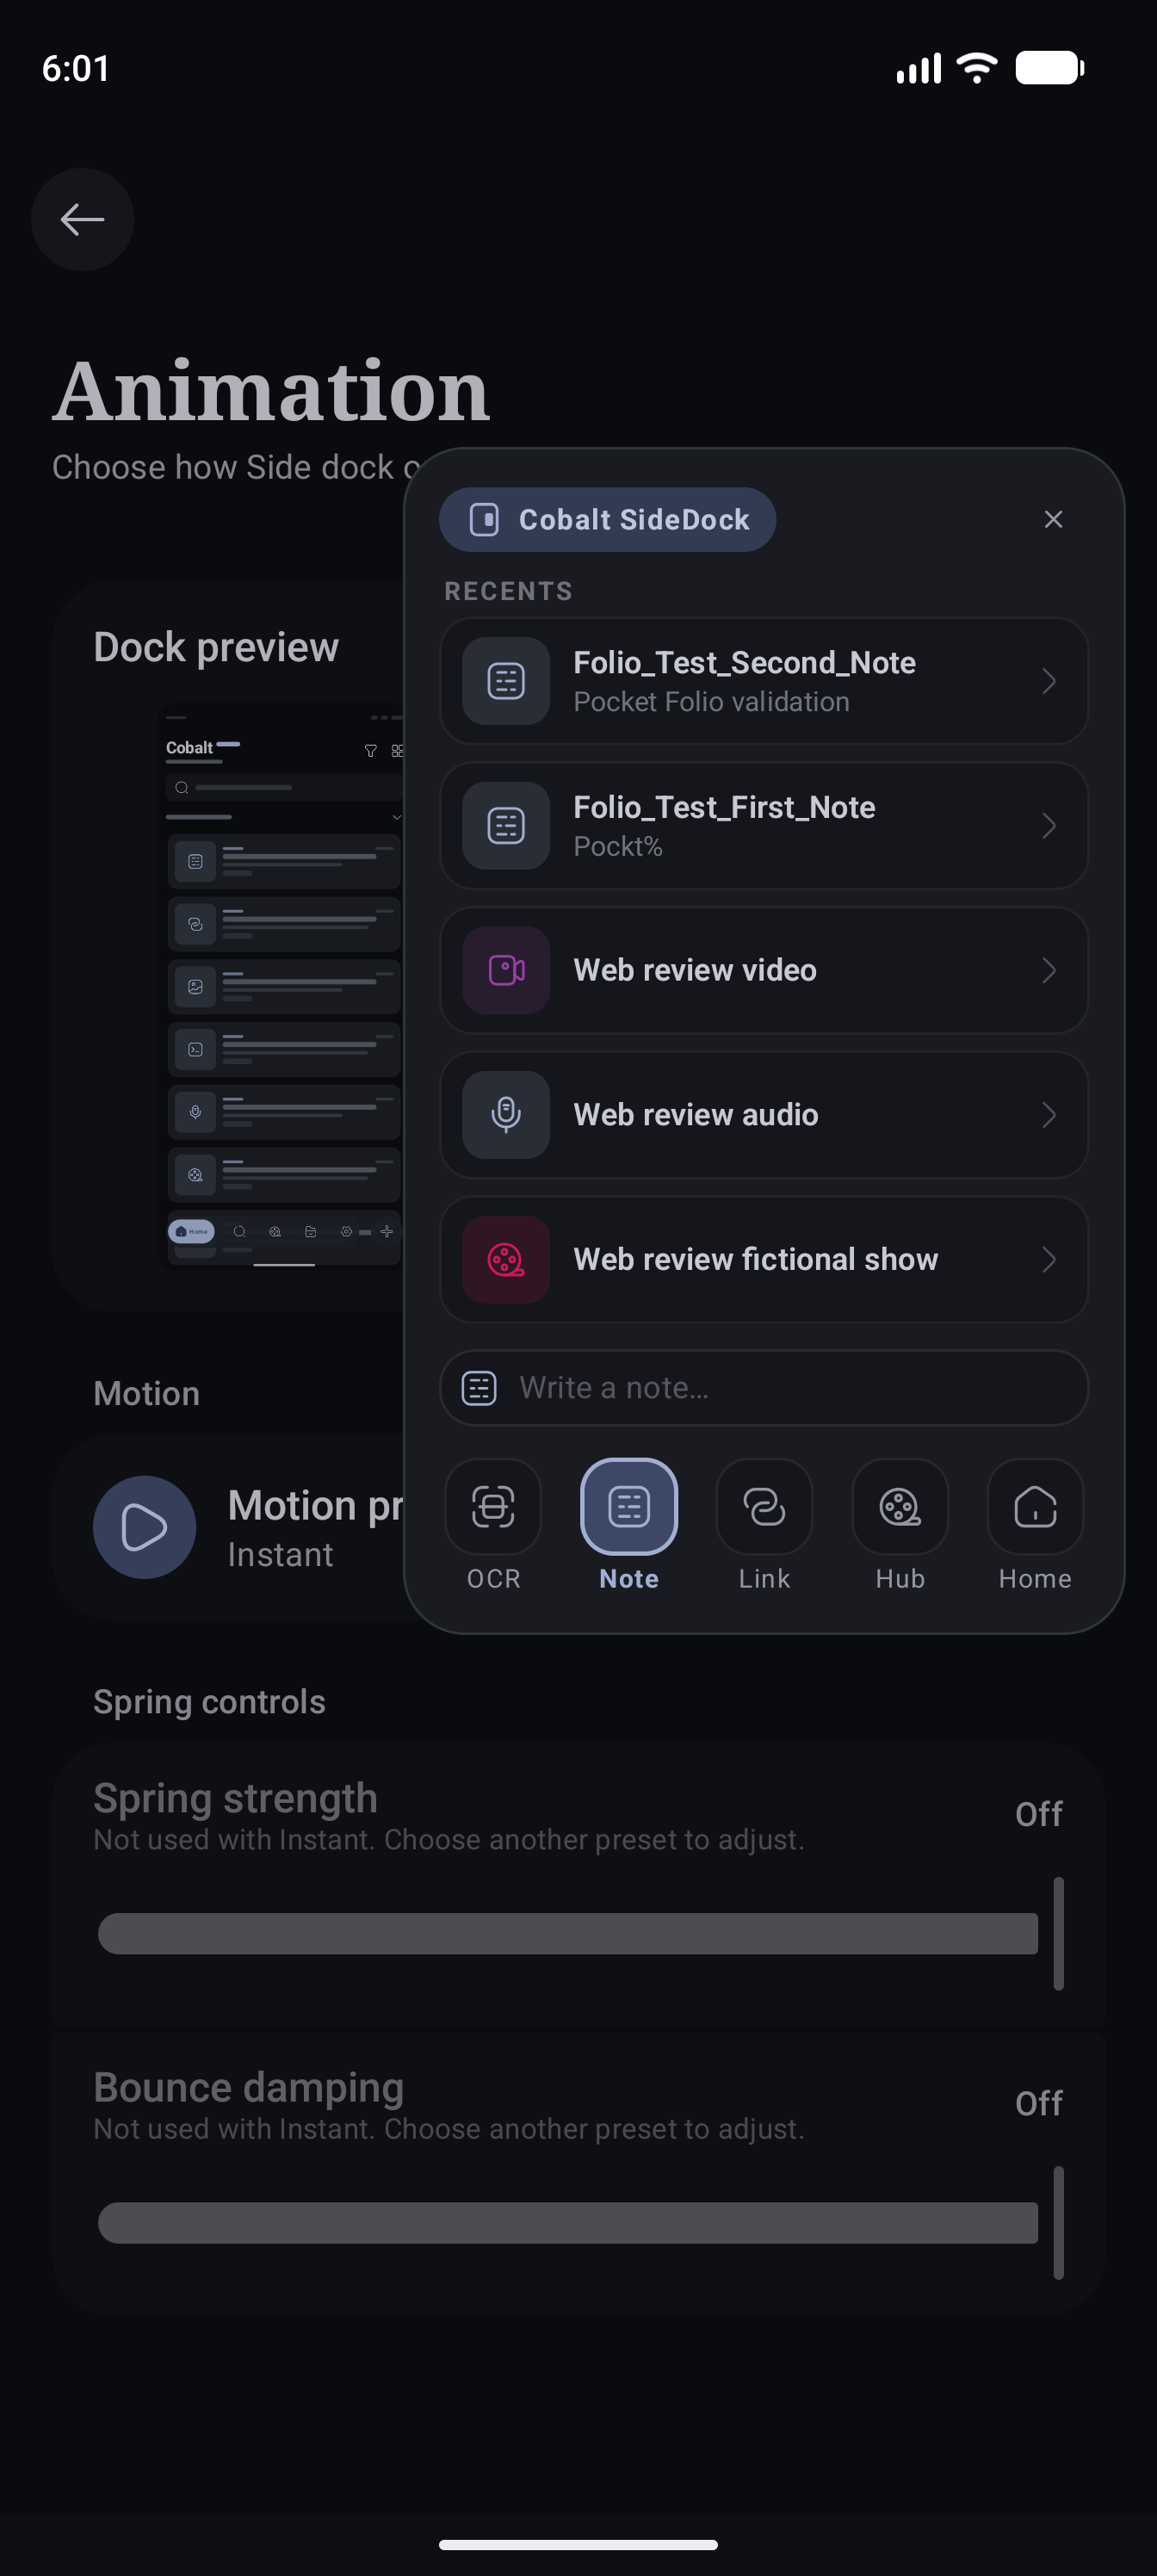 6:01
Animation
Choose how Side dock
Cobalt SideDock
RECENTS
Dock preview
Folio_Test_Second_Note
Pocket Folio validation
Cobalt
Folio_Test_First_Note
Pockt%
Web review video
Web review audio
Home
Web review fictional show
Write a note…
Motion
Motion pr
Instant
OCR
Note
Link
Hub
Home
Spring controls
Spring strength
Off
Not used with Instant. Choose another preset to adjust.
Bounce damping
Off
Not used with Instant. Choose another preset to adjust.